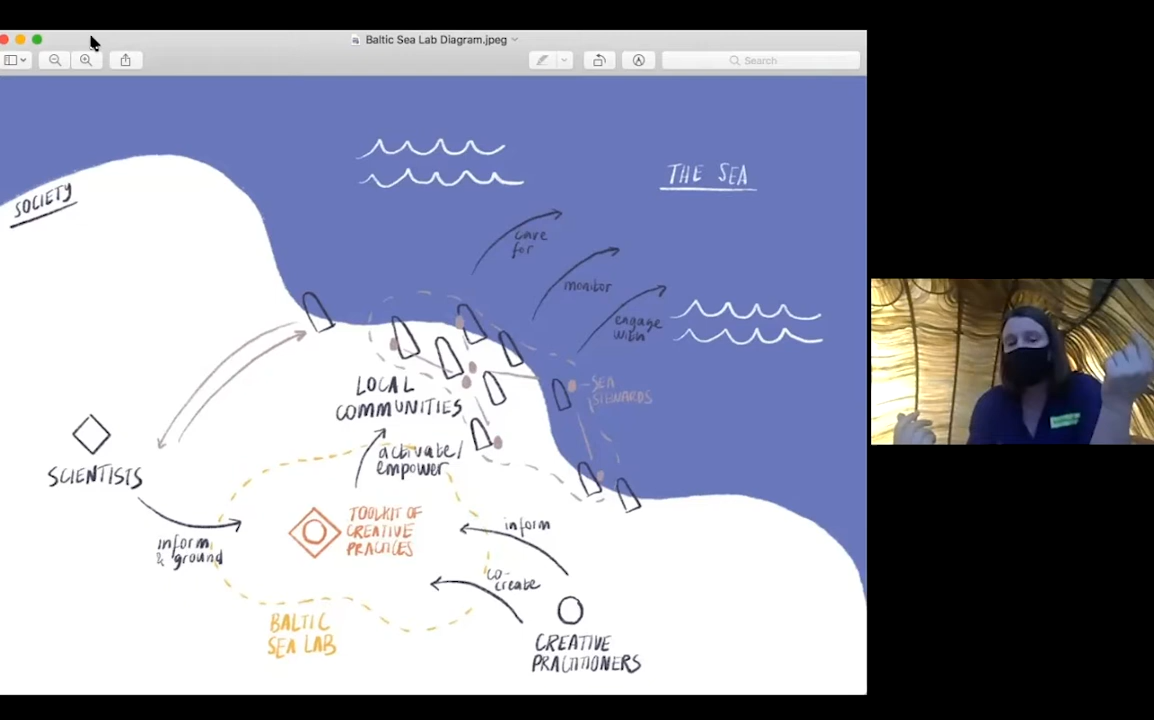 Baltic Sea Lab Diagram.jpeg
Search
THE SEA
SOCIETY
care
for
monitor
engage
with
SEA
STEWARDS
LOCAL
COMMUNITIES
activate/
empower
SCIENTISTS
TOOLKIT OF
CREATIVE
PRACTICES
inform
inform
& ground
co-
create
BALTIC
SEA LAB
CREATIVE
PRACTITIONERS